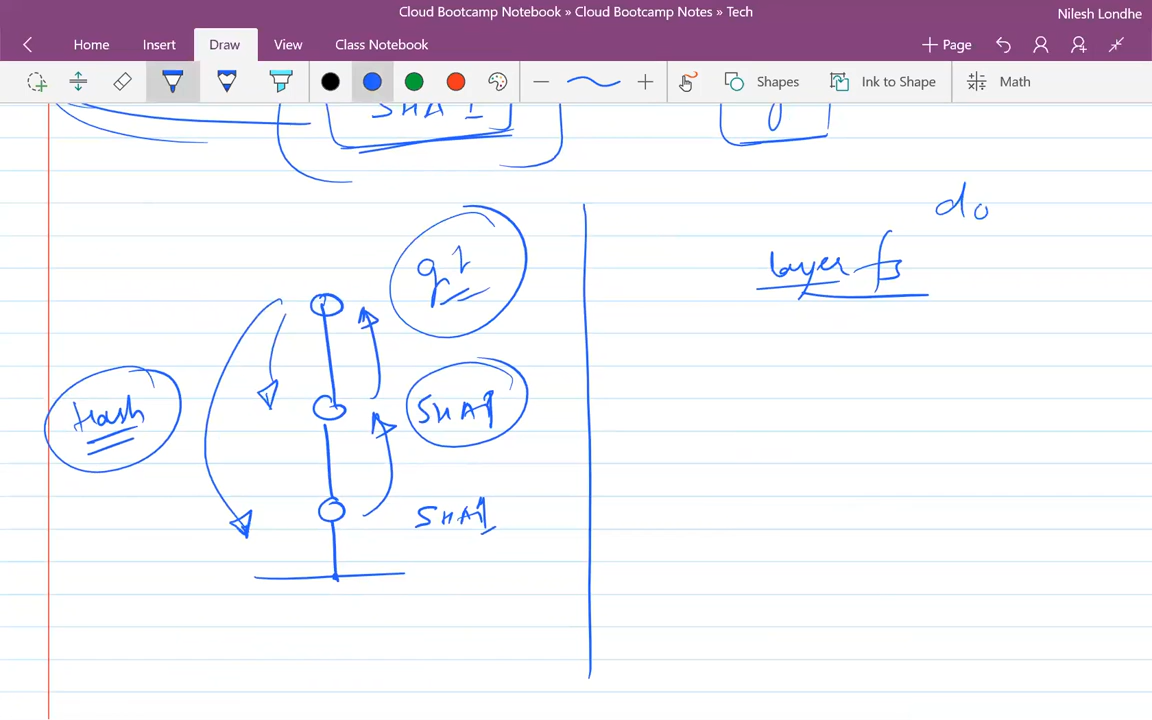 Cloud Bootcamp Notebook » Cloud Bootcamp Notes » Tech
Nilesh Londhe
Home Insert Draw View Class Notebook
Page
Shapes Ink to Shape Math
SHA1
do
layer fs
Hash
SHA1
SHA1